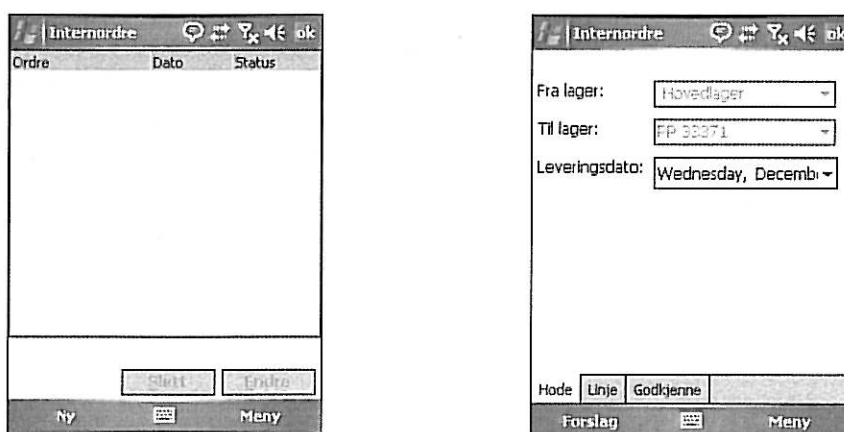 Internordre ok
Ordre Dato Status
Slett Endre
Ny Meny
Internordre ok
Fra lager: Hovedlager
Til lager: PP 33371
Leveringsdato: Wednesday, Decemb
Hode Linje Godkjenne
Forslag Meny